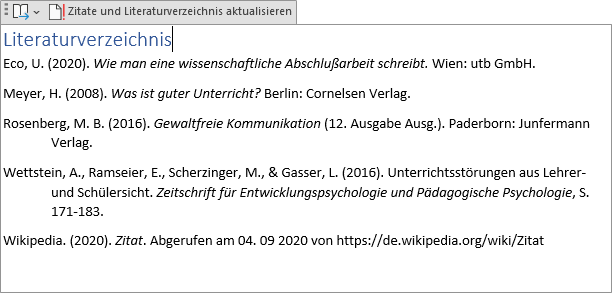 Zitate und Literaturverzeichnis aktualisieren
Literaturverzeichnis
Eco, U. (2020). Wie man eine wissenschaftliche Abschlußarbeit schreibt. Wien: utb GmbH.
Meyer, H. (2008). Was ist guter Unterricht? Berlin: Cornelsen Verlag.
Rosenberg, M. B. (2016). Gewaltfreie Kommunikation (12. Ausgabe Ausg.). Paderborn: Junfermann
Verlag.
Wettstein, A., Ramseier, E., Scherzinger, M., & Gasser, L. (2016). Unterrichtsstörungen aus Lehrer-
und Schülersicht. Zeitschrift für Entwicklungspsychologie und Pädagogische Psychologie, S.
171-183.
Wikipedia. (2020). Zitat. Abgerufen am 04. 09 2020 von https://de.wikipedia.org/wiki/Zitat